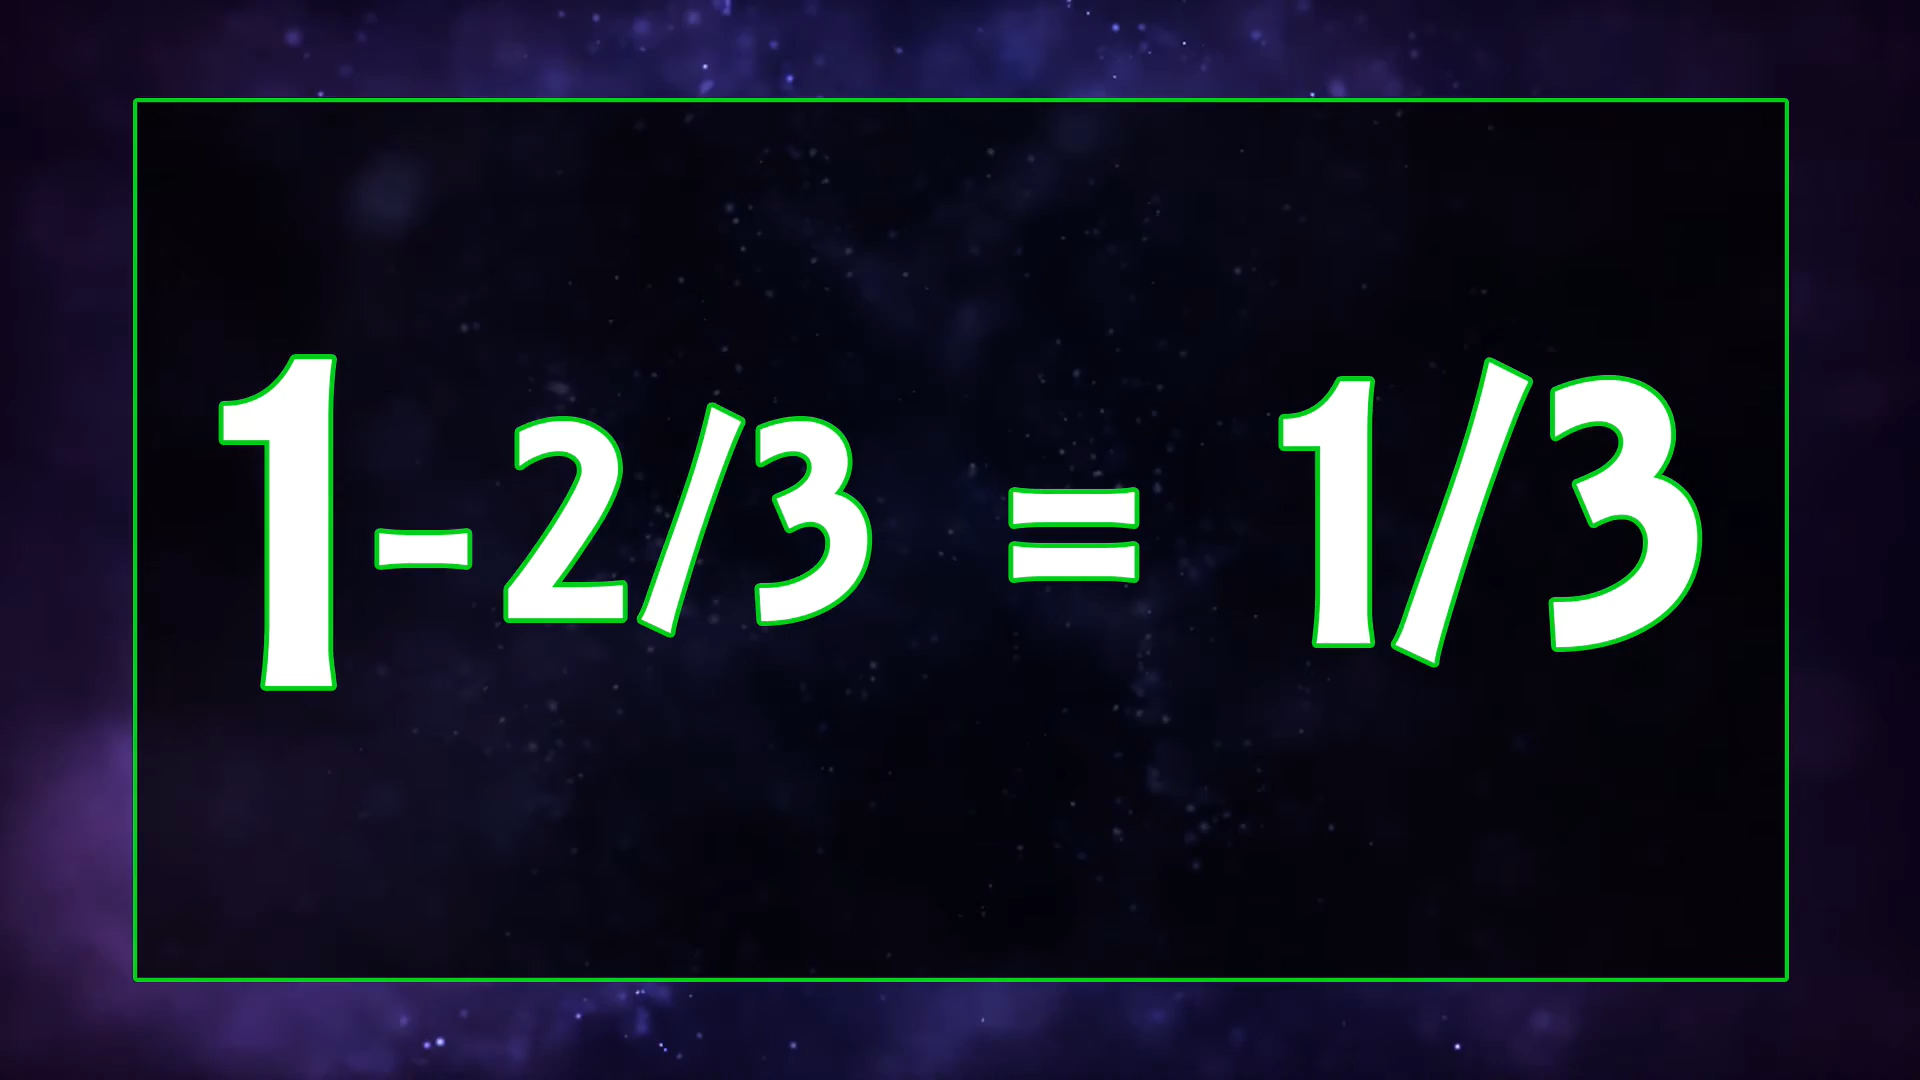 1-2/3 = 1/3